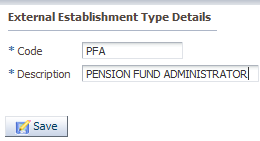 External Establishment Type Details
* Code PFA
* Description PENSION FUND ADMINISTRATOR
Save